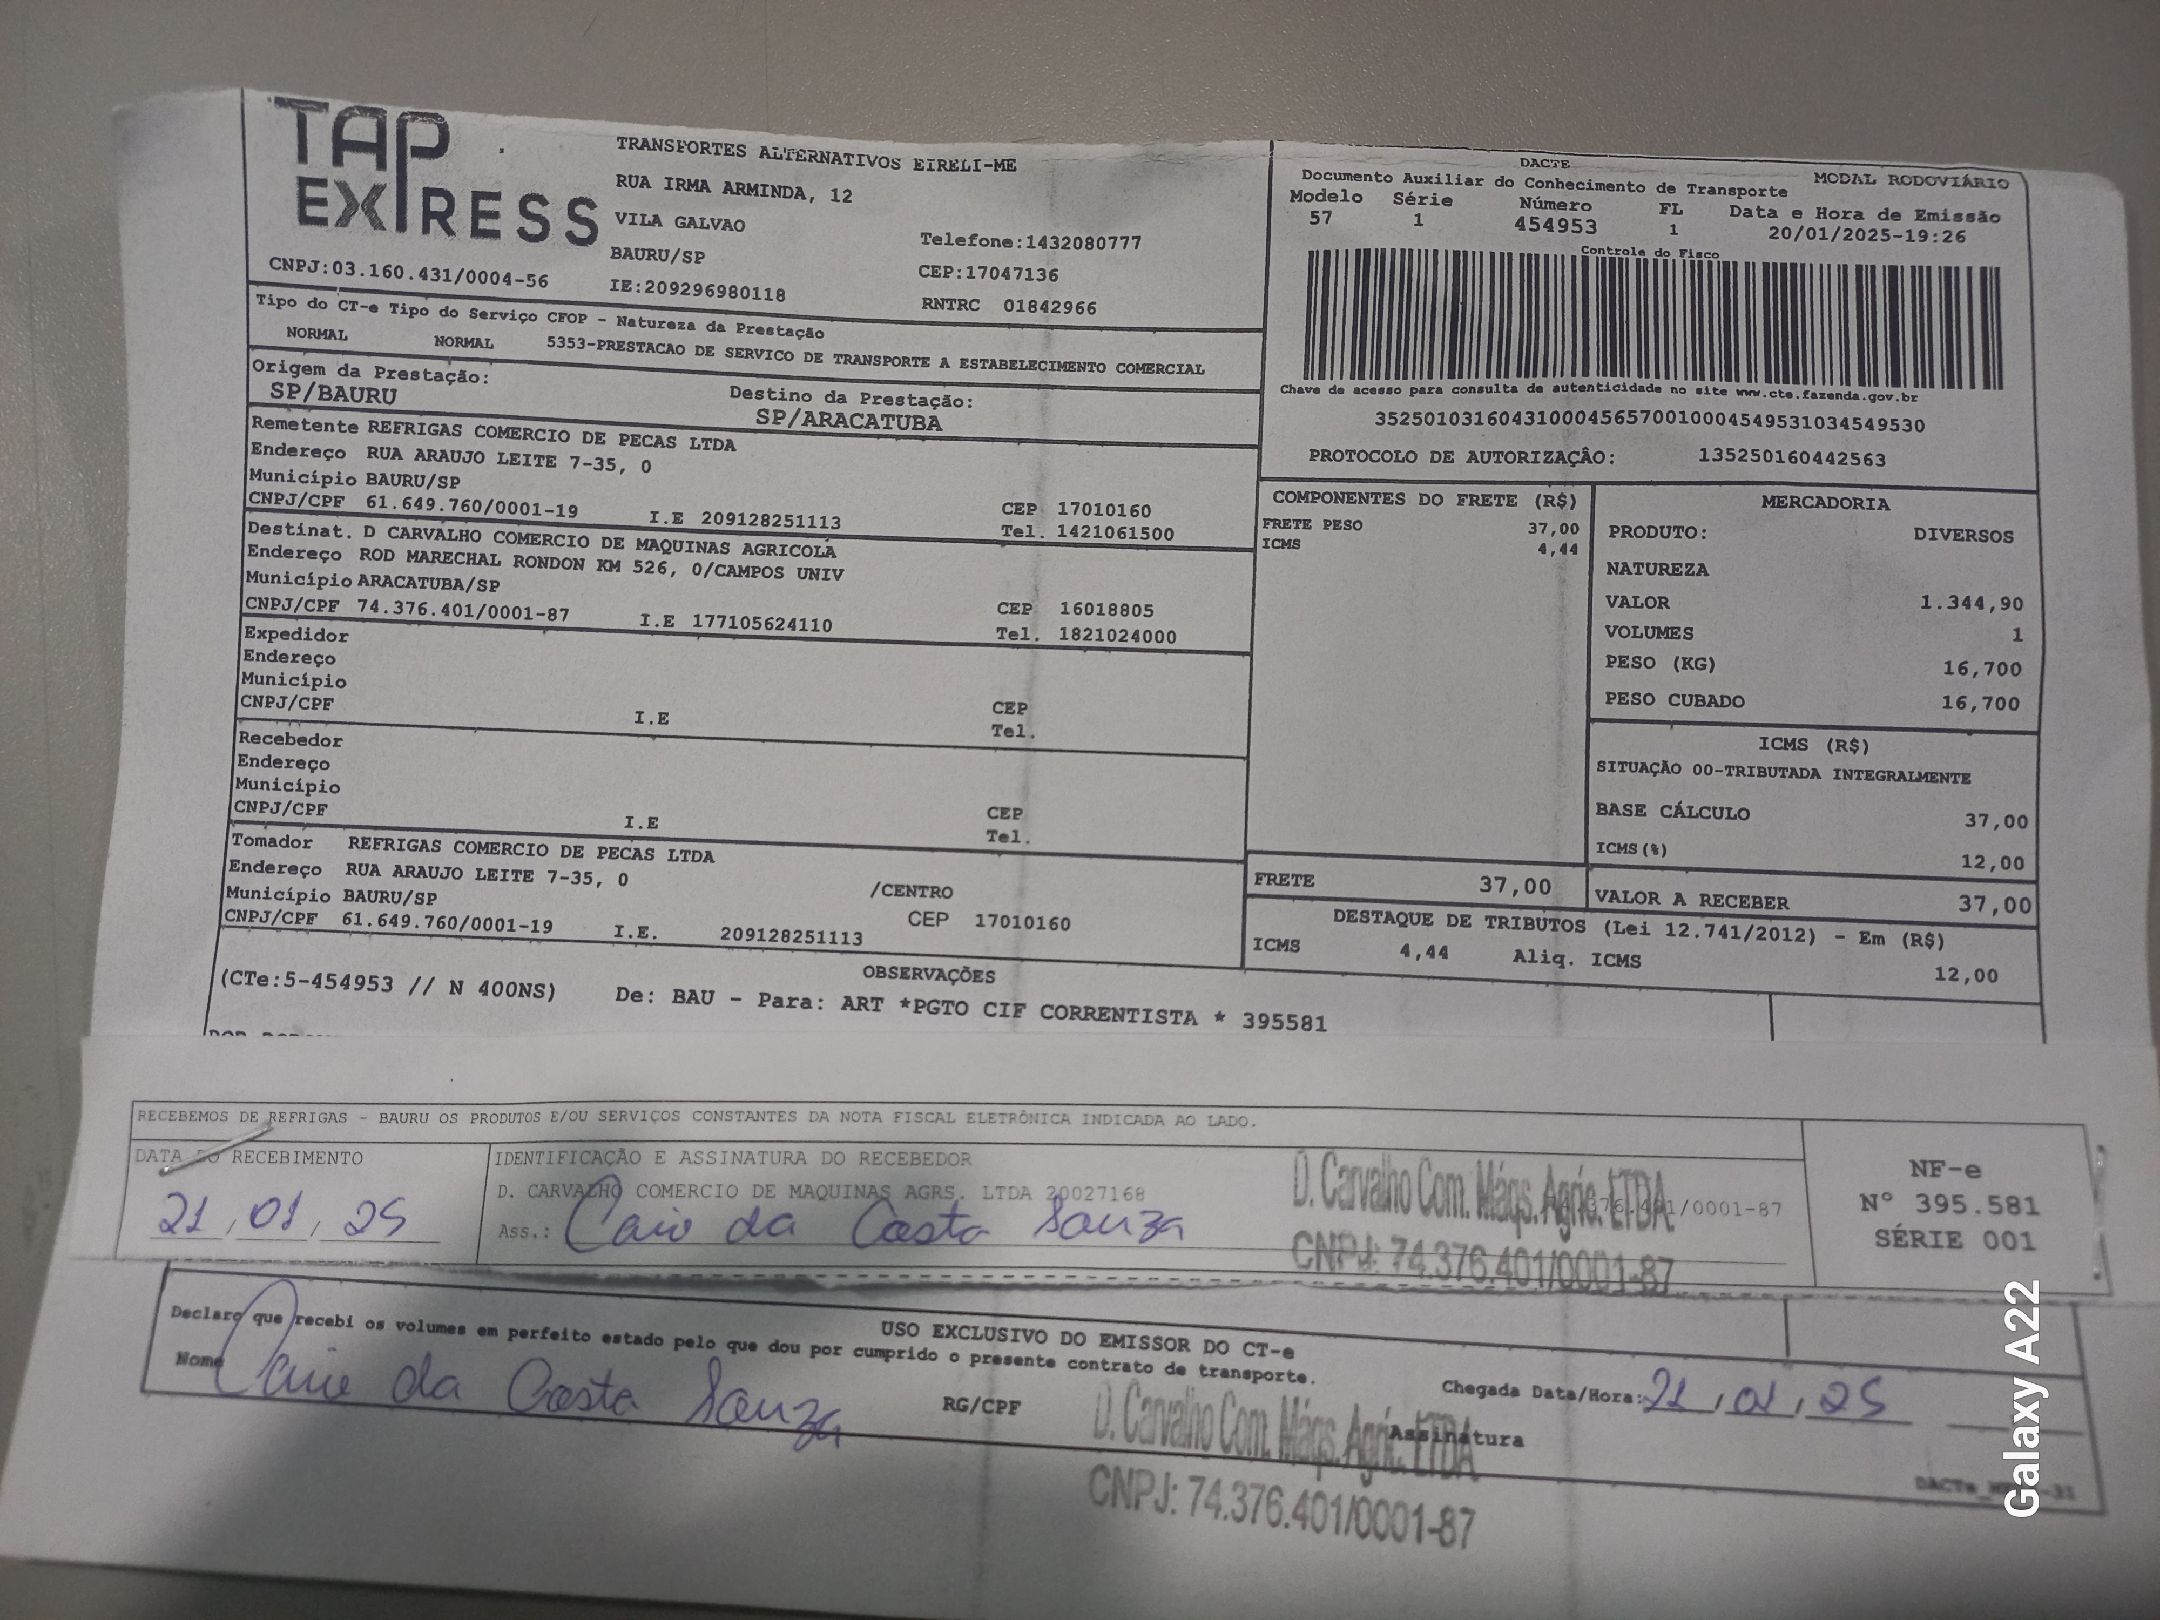 TAP EXPRESS
TRANSPORTES ALTERNATIVOS EIRELI-ME
RUA IRMA ARMINDA, 12
VILA GALVAO
BAURU/SP
Telefone:1432080777
CEP:17047136
CNPJ:03.160.431/0004-56
IE:209296980118
RNTRC 01842966
DACTE
Documento Auxiliar do Conhecimento de Transporte
MODAL RODOVIÁRIO
Modelo Série Número FL Data e Hora de Emissão
57 1 454953 1 20/01/2025-19:26
Controle do Fisco
Chave de acesso para consulta de autenticidade no site www.cte.fazenda.gov.br
35250103160431000456570010004549531034549530
PROTOCOLO DE AUTORIZAÇÂO: 135250160442563
Tipo do CT-e Tipo do Serviço CFOP - Natureza da Prestação
NORMAL NORMAL 5353-PRESTACAO DE SERVICO DE TRANSPORTE A ESTABELECIMENTO COMERCIAL
Origem da Prestação: Destino da Prestação:
SP/BAURU SP/ARACATUBA
Remetente REFRIGAS COMERCIO DE PECAS LTDA
Endereço RUA ARAUJO LEITE 7-35, 0
Município BAURU/SP CEP 17010160
CNPJ/CPF 61.649.760/0001-19 I.E 209128251113 Tel. 1421061500
Destinat. D CARVALHO COMERCIO DE MAQUINAS AGRICOLA
Endereço ROD MARECHAL RONDON KM 526, 0/CAMPOS UNIV
Município ARACATUBA/SP CEP 16018805
CNPJ/CPF 74.376.401/0001-87 I.E 177105624110 Tel. 1821024000
Expedidor
Endereço
Município CEP
CNPJ/CPF I.E Tel.
Recebedor
Endereço
Município CEP
CNPJ/CPF I.E Tel.
Tomador REFRIGAS COMERCIO DE PECAS LTDA
Endereço RUA ARAUJO LEITE 7-35, 0 /CENTRO
Município BAURU/SP CEP 17010160
CNPJ/CPF 61.649.760/0001-19 I.E. 209128251113
COMPONENTES DO FRETE (R$)
FRETE PESO 37,00
ICMS 4,44
MERCADORIA
PRODUTO: DIVERSOS
NATUREZA
VALOR 1.344,90
VOLUMES 1
PESO (KG) 16,700
PESO CUBADO 16,700
ICMS (R$)
SITUAÇÃO 00-TRIBUTADA INTEGRALMENTE
BASE CÁLCULO 37,00
ICMS(%) 12,00
FRETE 37,00
VALOR A RECEBER 37,00
DESTAQUE DE TRIBUTOS (Lei 12.741/2012) - Em (R$)
ICMS 4,44 Aliq. ICMS 12,00
OBSERVAÇÕES
(CTe:5-454953 // N 400NS) De: BAU - Para: ART *PGTO CIF CORRENTISTA * 395581
RECEBEMOS DE REFRIGAS - BAURU OS PRODUTOS E/OU SERVIÇOS CONSTANTES DA NOTA FISCAL ELETRÔNICA INDICADA AO LADO.
DATA DO RECEBIMENTO
21/01/25
IDENTIFICAÇÃO E ASSINATURA DO RECEBEDOR
D. CARVALHO COMERCIO DE MAQUINAS AGRS. LTDA 20027168 .376.401/0001-87
Ass.: Caio da Costa Souza
D. Carvalho Com. Máqs. Agríc. LTDA
CNPJ: 74.376.401/0001-87
NF-e
Nº 395.581
SÉRIE 001
USO EXCLUSIVO DO EMISSOR DO CT-e
Declaro que recebi os volumes em perfeito estado pelo que dou por cumprido o presente contrato de transporte.
Nome Caio da Costa Souza RG/CPF
Chegada Data/Hora: 21/01/25
Assinatura
D. Carvalho Com. Máqs. Agríc. LTDA
CNPJ: 74.376.401/0001-87
Galaxy A22